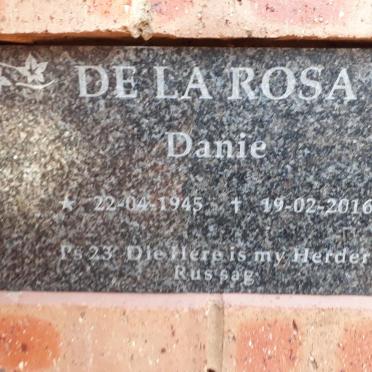 DE LA ROSA
Danie
★ 22-04-1945 ✝ 19-02-2016
Ps 23 Die Here is my Herder
Rus sag